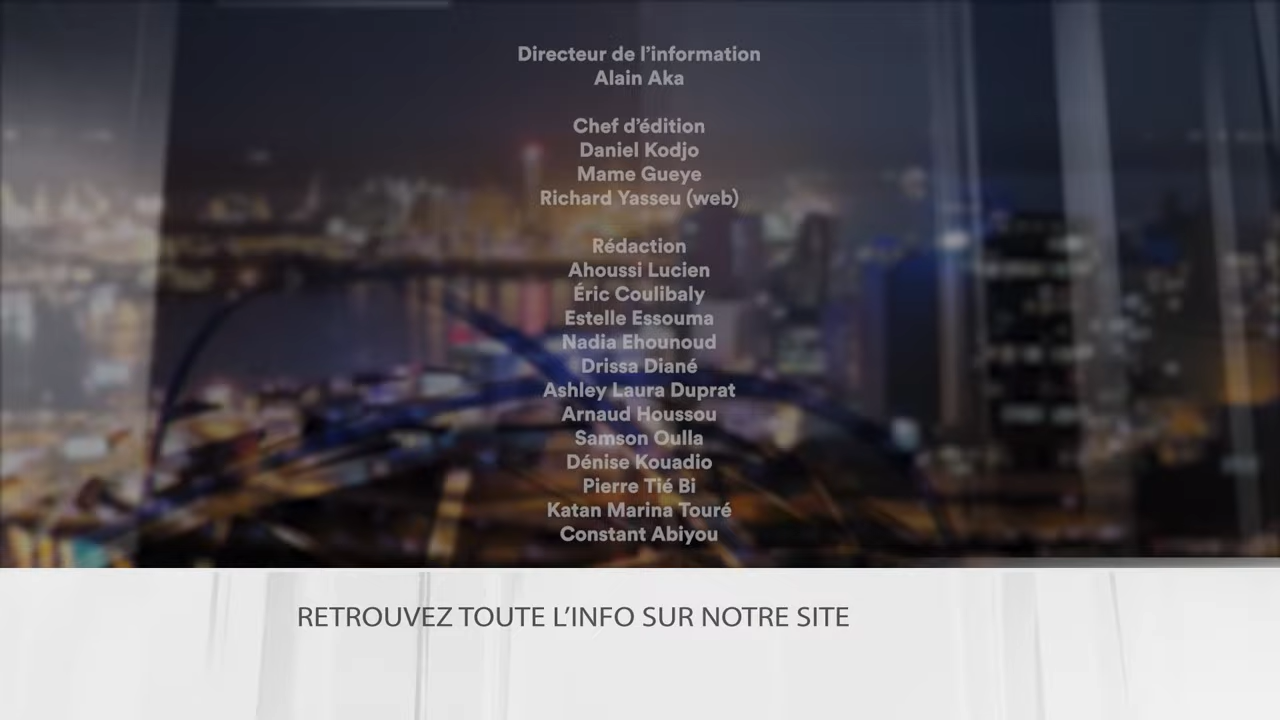 Directeur de l’information
Alain Aka
Chef d’édition
Daniel Kodjo
Mame Gueye
Richard Yasseu (web)
Rédaction
Ahoussi Lucien
Éric Coulibaly
Estelle Essouma
Nadia Ehounoud
Drissa Diané
Ashley Laura Duprat
Arnaud Houssou
Samson Oulla
Dénise Kouadio
Pierre Tié Bi
Katan Marina Touré
Constant Abiyou
RETROUVEZ TOUTE L’INFO SUR NOTRE SITE